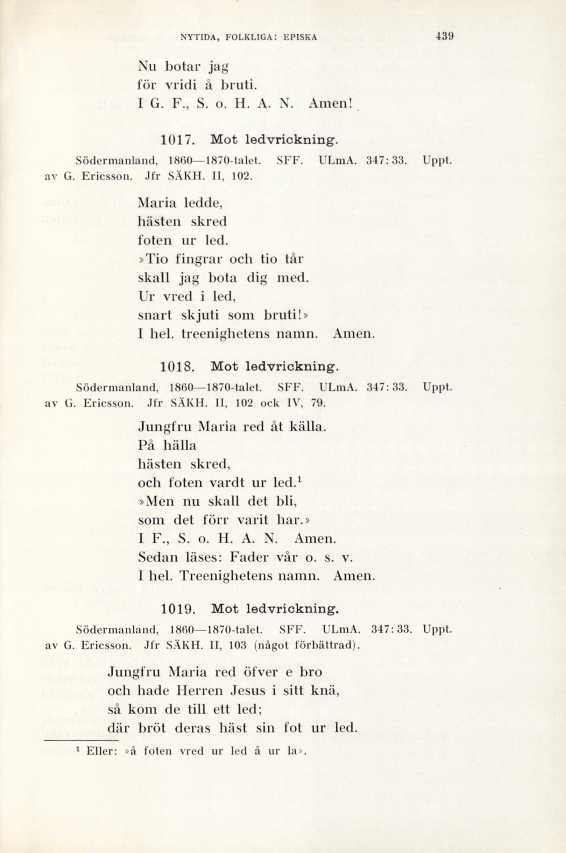 NYTIDA, FOLKLIGA: EPISKA 439
Nu botar jag
för vridi å bruti.
I G. F., S. o. H. A. N. Amen!
1017. Mot ledvrickning.
Södermanland, 1860—1870-talet. SFF. ULmA. 347: 33. Uppt.
av G. Ericsson. Jfr SÄKH. II, 102.
Maria ledde,
hästen skred
foten ur led.
»Tio fingrar och tio tår
skall jag bota dig med.
Ur vred i led,
snart skjuti som bruti!»
I hel. treenighetens namn. Amen.
1018. Mot ledvrickning.
Södermanland, 1860—1870-talet. SFF. ULmA. 347: 33. Uppt.
av G. Ericsson. Jfr SÄKH. II, 102 ock IV, 79.
Jungfru Maria red åt källa.
På hälla
hästen skred,
och foten vardt ur led.¹
»Men nu skall det bli,
som det förr varit har.»
I F., S. o. H. A. N. Amen.
Sedan läses: Fader vår o. s. v.
I hel. Treenighetens namn. Amen.
1019. Mot ledvrickning.
Södermanland, 1860—1870-talet. SFF. ULmA. 347: 33. Uppt.
av G. Ericsson. Jfr SÄKH. II, 103 (något förbättrad).
Jungfru Maria red öfver e bro
och hade Herren Jesus i sitt knä,
så kom de till ett led;
där bröt deras häst sin fot ur led.
¹ Eller: »å foten vred ur led å ur la».